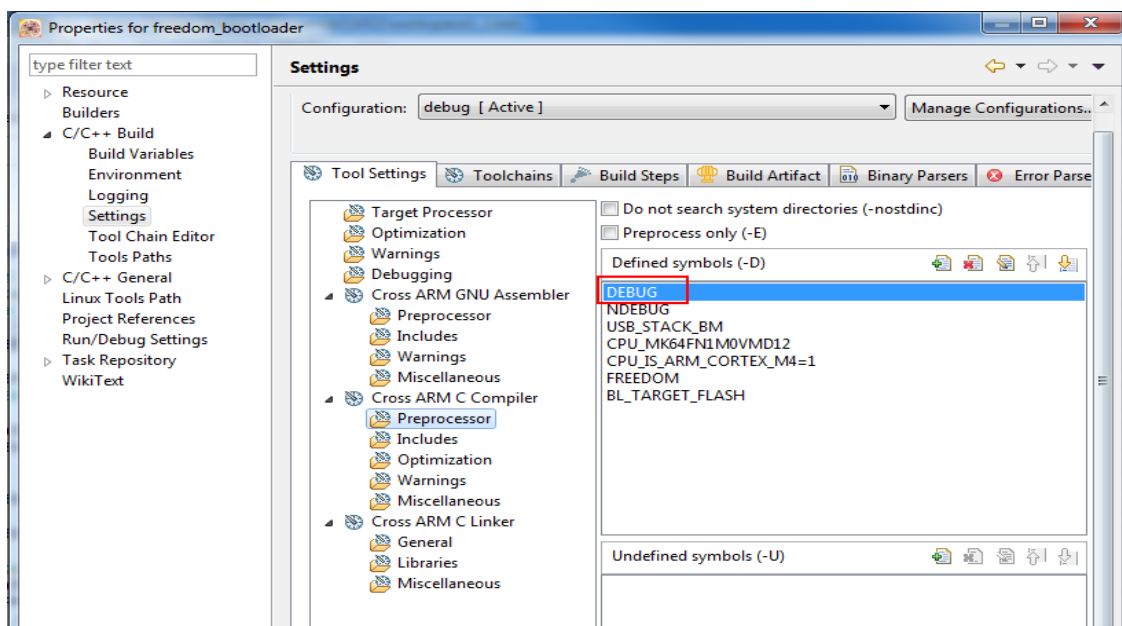 Properties for freedom_bootloader
type filter text
Resource
Builders
C/C++ Build
Build Variables
Environment
Logging
Settings
Tool Chain Editor
Tools Paths
C/C++ General
Linux Tools Path
Project References
Run/Debug Settings
Task Repository
WikiText
Settings
Configuration: debug [ Active ] Manage Configurations..
Tool Settings Toolchains Build Steps Build Artifact Binary Parsers Error Parse
Target Processor
Optimization
Warnings
Debugging
Cross ARM GNU Assembler
Preprocessor
Includes
Warnings
Miscellaneous
Cross ARM C Compiler
Preprocessor
Includes
Optimization
Warnings
Miscellaneous
Cross ARM C Linker
General
Libraries
Miscellaneous
Do not search system directories (-nostdinc)
Preprocess only (-E)
Defined symbols (-D)
DEBUG
NDEBUG
USB_STACK_BM
CPU_MK64FN1M0VMD12
CPU_IS_ARM_CORTEX_M4=1
FREEDOM
BL_TARGET_FLASH
Undefined symbols (-U)